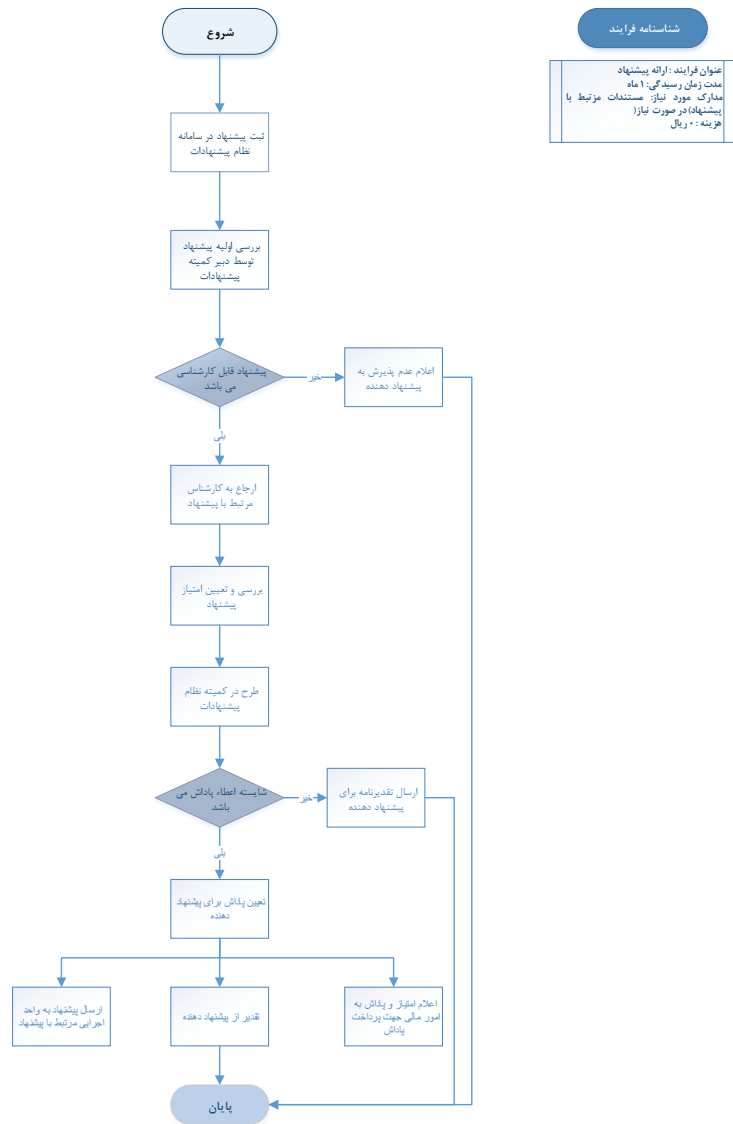 شروع
شناسنامه فرایند
عنوان فرایند : ارائه پیشنهاد
مدت زمان رسیدگی: ۱ ماه
مدارک مورد نیاز: مستندات مرتبط با
پیشنهاد)در صورت نیاز(
هزینه : ۰ ریال
ثبت پیشنهاد در سامانه
نظام پیشنهادات
بررسی اولیه پیشنهاد
توسط دبیر کمیته
پیشنهادات
پیشنهاد قابل کارشناسی
می باشد
خیر
اعلام عدم پذیرش به
پیشنهاد دهنده
بلی
ارجاع به کارشناس
مرتبط با پیشنهاد
بررسی و تعیین امتیاز
پیشنهاد
طرح در کمیته نظام
پیشنهادات
شایسته اعطاء پاداش می
باشد
خیر
ارسال تقدیرنامه برای
پیشنهاد دهنده
بلی
تعیین پاداش برای پیشنهاد
دهنده
اعلام امتیاز و پاداش به
امور مالی جهت پرداخت
پاداش
تقدیر از پیشنهاد دهنده
ارسال پیشنهاد به واحد
اجرایی مرتبط با پیشنهاد
پایان